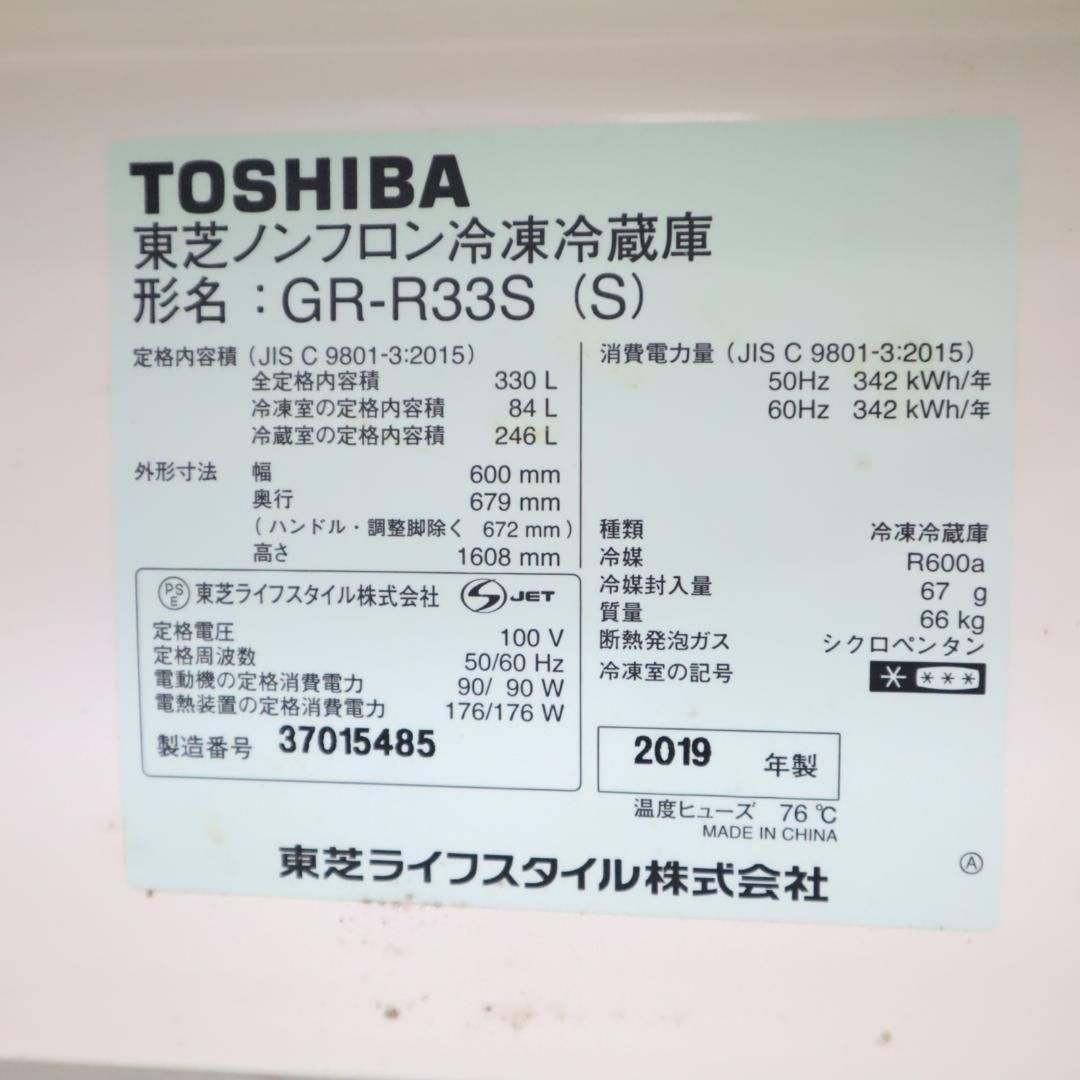 TOSHIBA
東芝ノンフロン冷凍冷蔵庫
形名：GR-R33S（S）
定格内容積（JIS C 9801-3:2015）
全定格内容積 330 L
冷凍室の定格内容積 84 L
冷蔵室の定格内容積 246 L
外形寸法 幅 600 mm
奥行 679 mm
（ハンドル・調整脚除く 672 mm）
高さ 1608 mm
PSE 東芝ライフスタイル株式会社 S JET
定格電圧 100 V
定格周波数 50/60 Hz
電動機の定格消費電力 90/ 90 W
電熱装置の定格消費電力 176/176 W
製造番号 37015485
消費電力量（JIS C 9801-3:2015）
50Hz 342 kWh/年
60Hz 342 kWh/年
種類 冷凍冷蔵庫
冷媒 R600a
冷媒封入量 67 g
質量 66 kg
断熱発泡ガス シクロペンタン
冷凍室の記号 * ***
2019 年製
温度ヒューズ 76℃
MADE IN CHINA
東芝ライフスタイル株式会社
Ⓐ